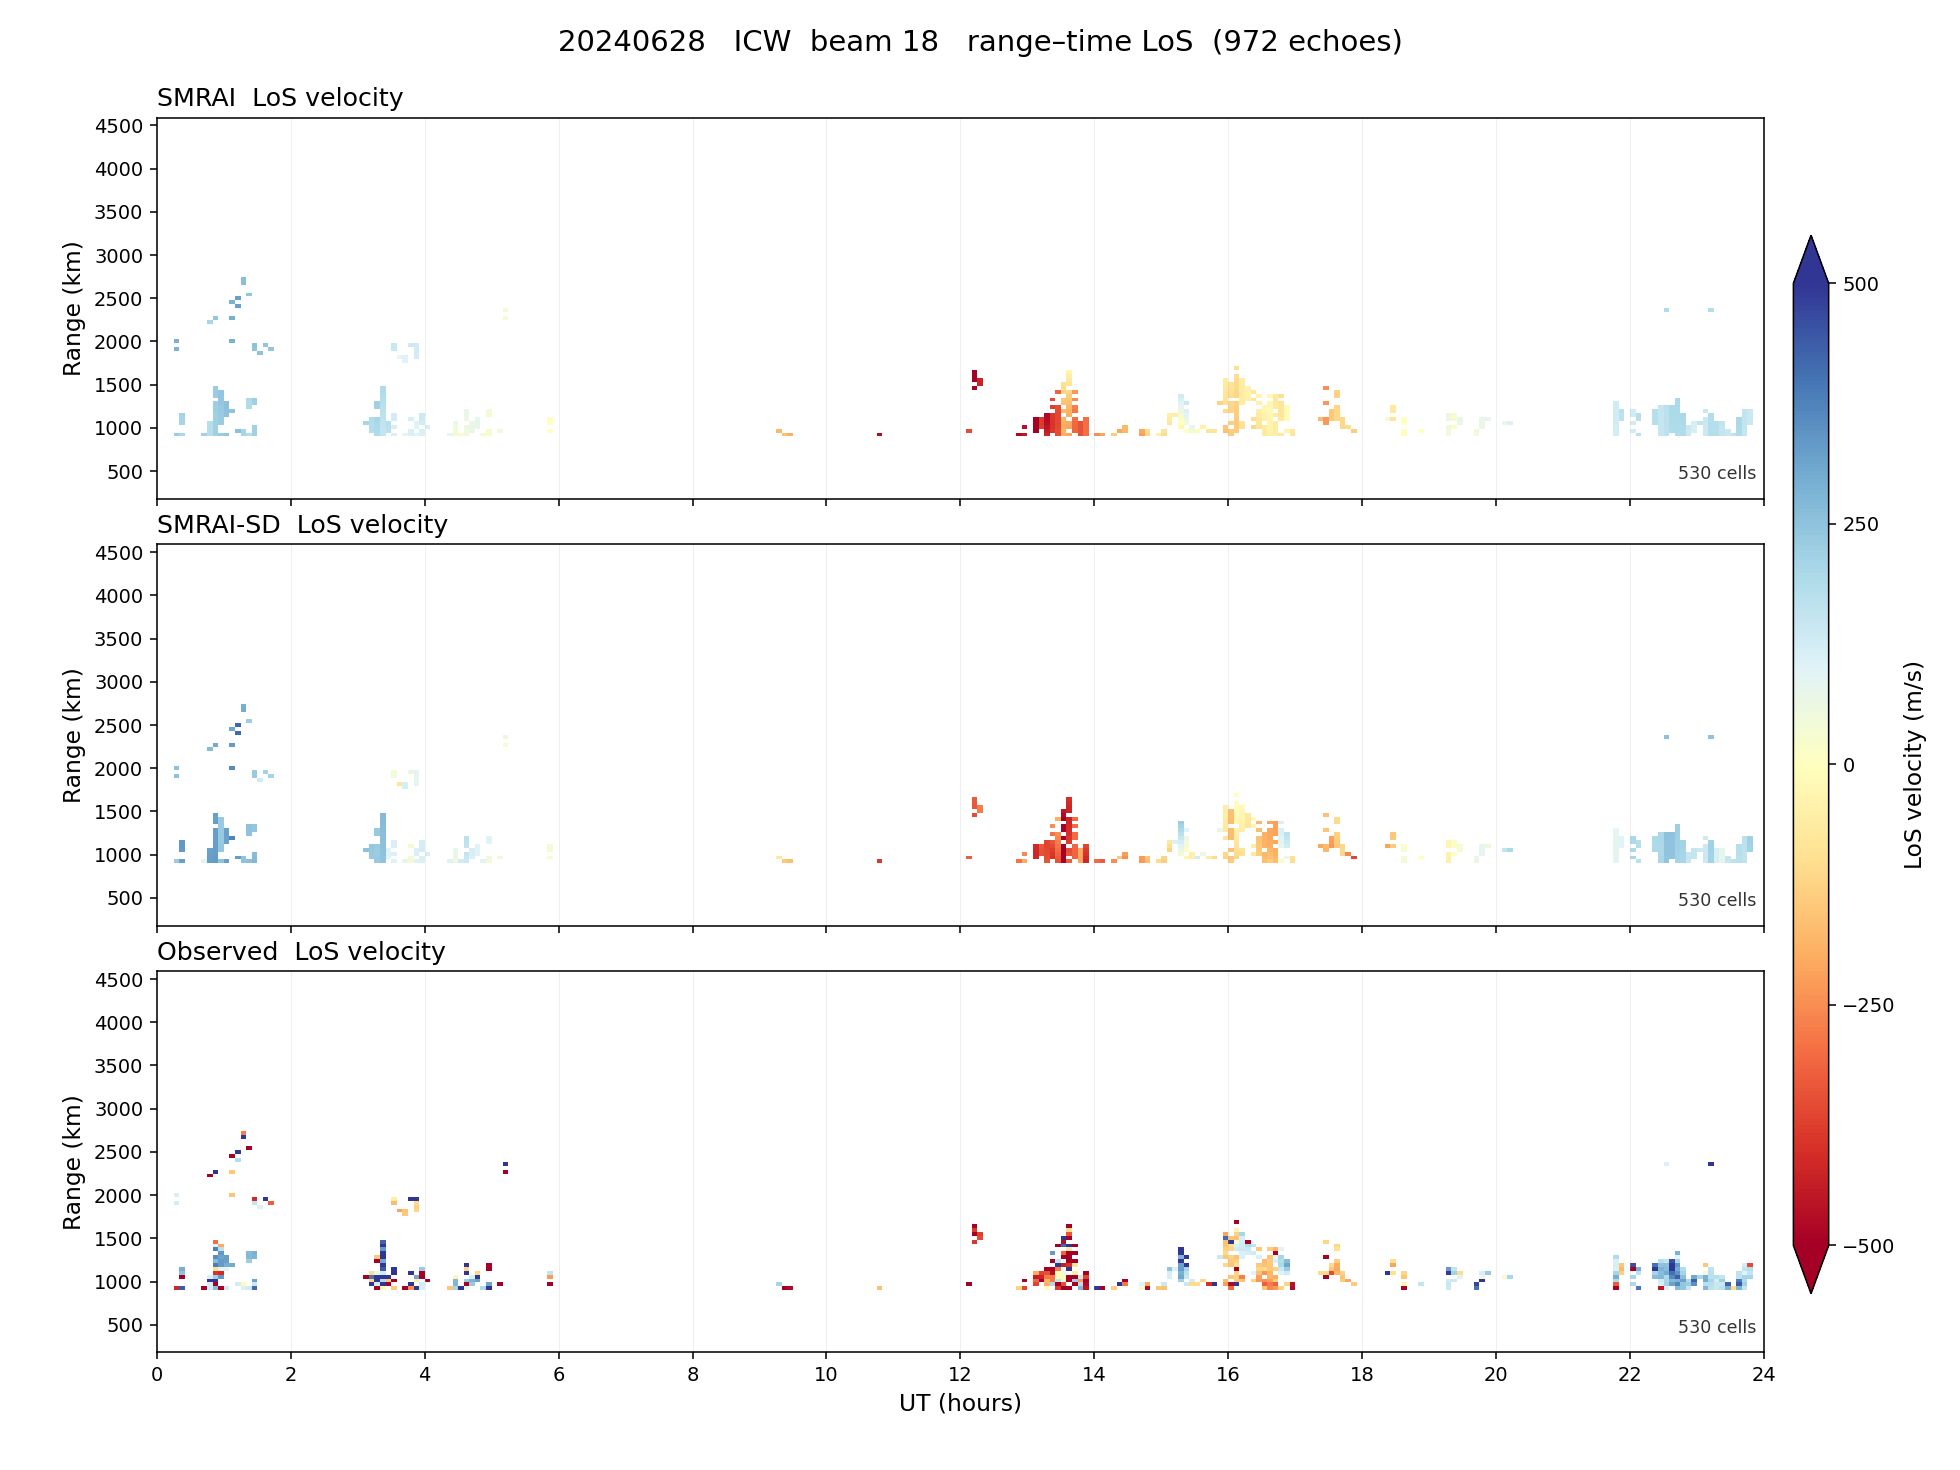 20240628   ICW  beam 18   range–time LoS  (972 echoes)
SMRAI  LoS velocity
4500
4000
3500
3000
2500
2000
1500
1000
500
Range (km)
530 cells
SMRAI-SD  LoS velocity
4500
4000
3500
3000
2500
2000
1500
1000
500
Range (km)
530 cells
Observed  LoS velocity
4500
4000
3500
3000
2500
2000
1500
1000
500
Range (km)
530 cells
0 2 4 6 8 10 12 14 16 18 20 22 24
UT (hours)
500
250
0
−250
−500
LoS velocity (m/s)